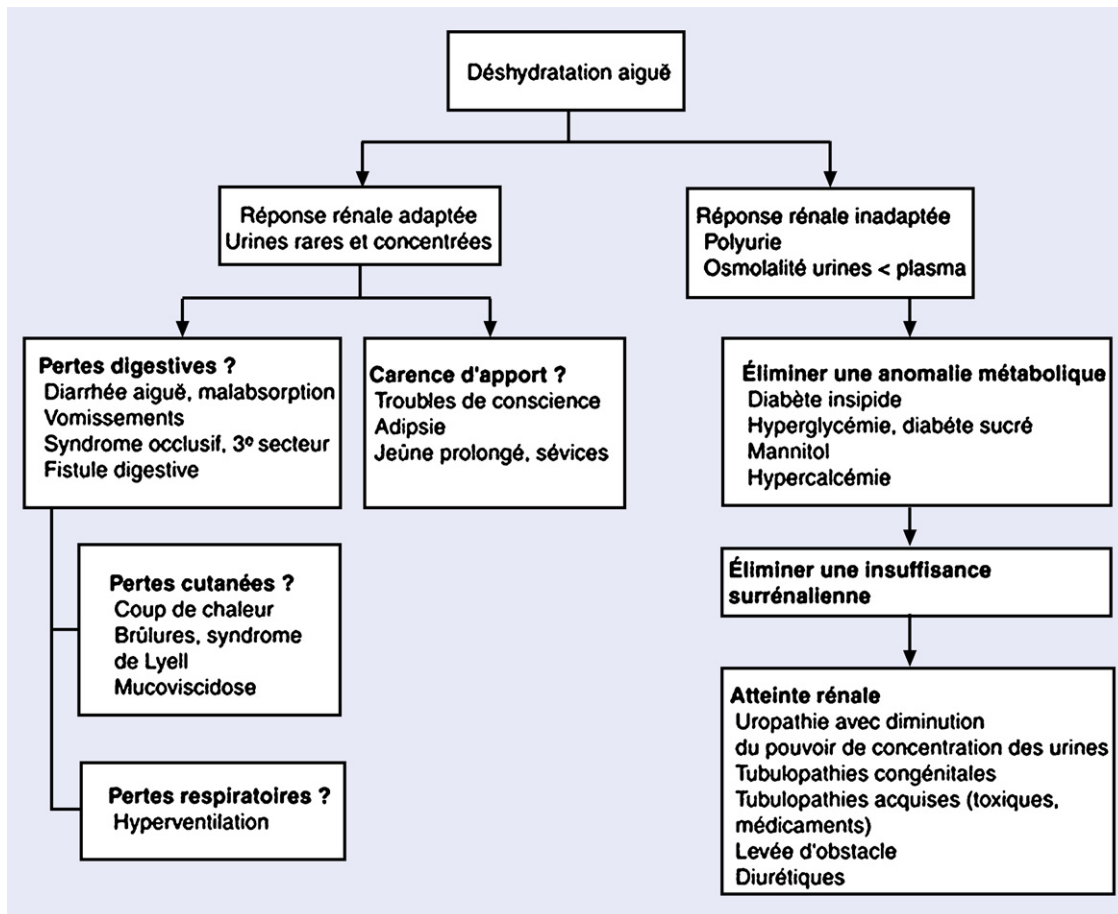 Déshydratation aiguë
Réponse rénale adaptée
Urines rares et concentrées
Réponse rénale inadaptée
Polyurie
Osmolalité urines < plasma
Pertes digestives ?
Diarrhée aiguë, malabsorption
Vomissements
Syndrome occlusif, 3º secteur
Fistule digestive
Carence d'apport ?
Troubles de conscience
Adipsie
Jeûne prolongé, sévices
Éliminer une anomalie métabolique
Diabète insipide
Hyperglycémie, diabéte sucré
Mannitol
Hypercalcémie
Pertes cutanées ?
Coup de chaleur
Brûlures, syndrome
de Lyell
Mucoviscidose
Éliminer une insuffisance
surrénalienne
Pertes respiratoires ?
Hyperventilation
Atteinte rénale
Uropathie avec diminution
du pouvoir de concentration des urines
Tubulopathies congénitales
Tubulopathies acquises (toxiques,
médicaments)
Levée d'obstacle
Diurétiques